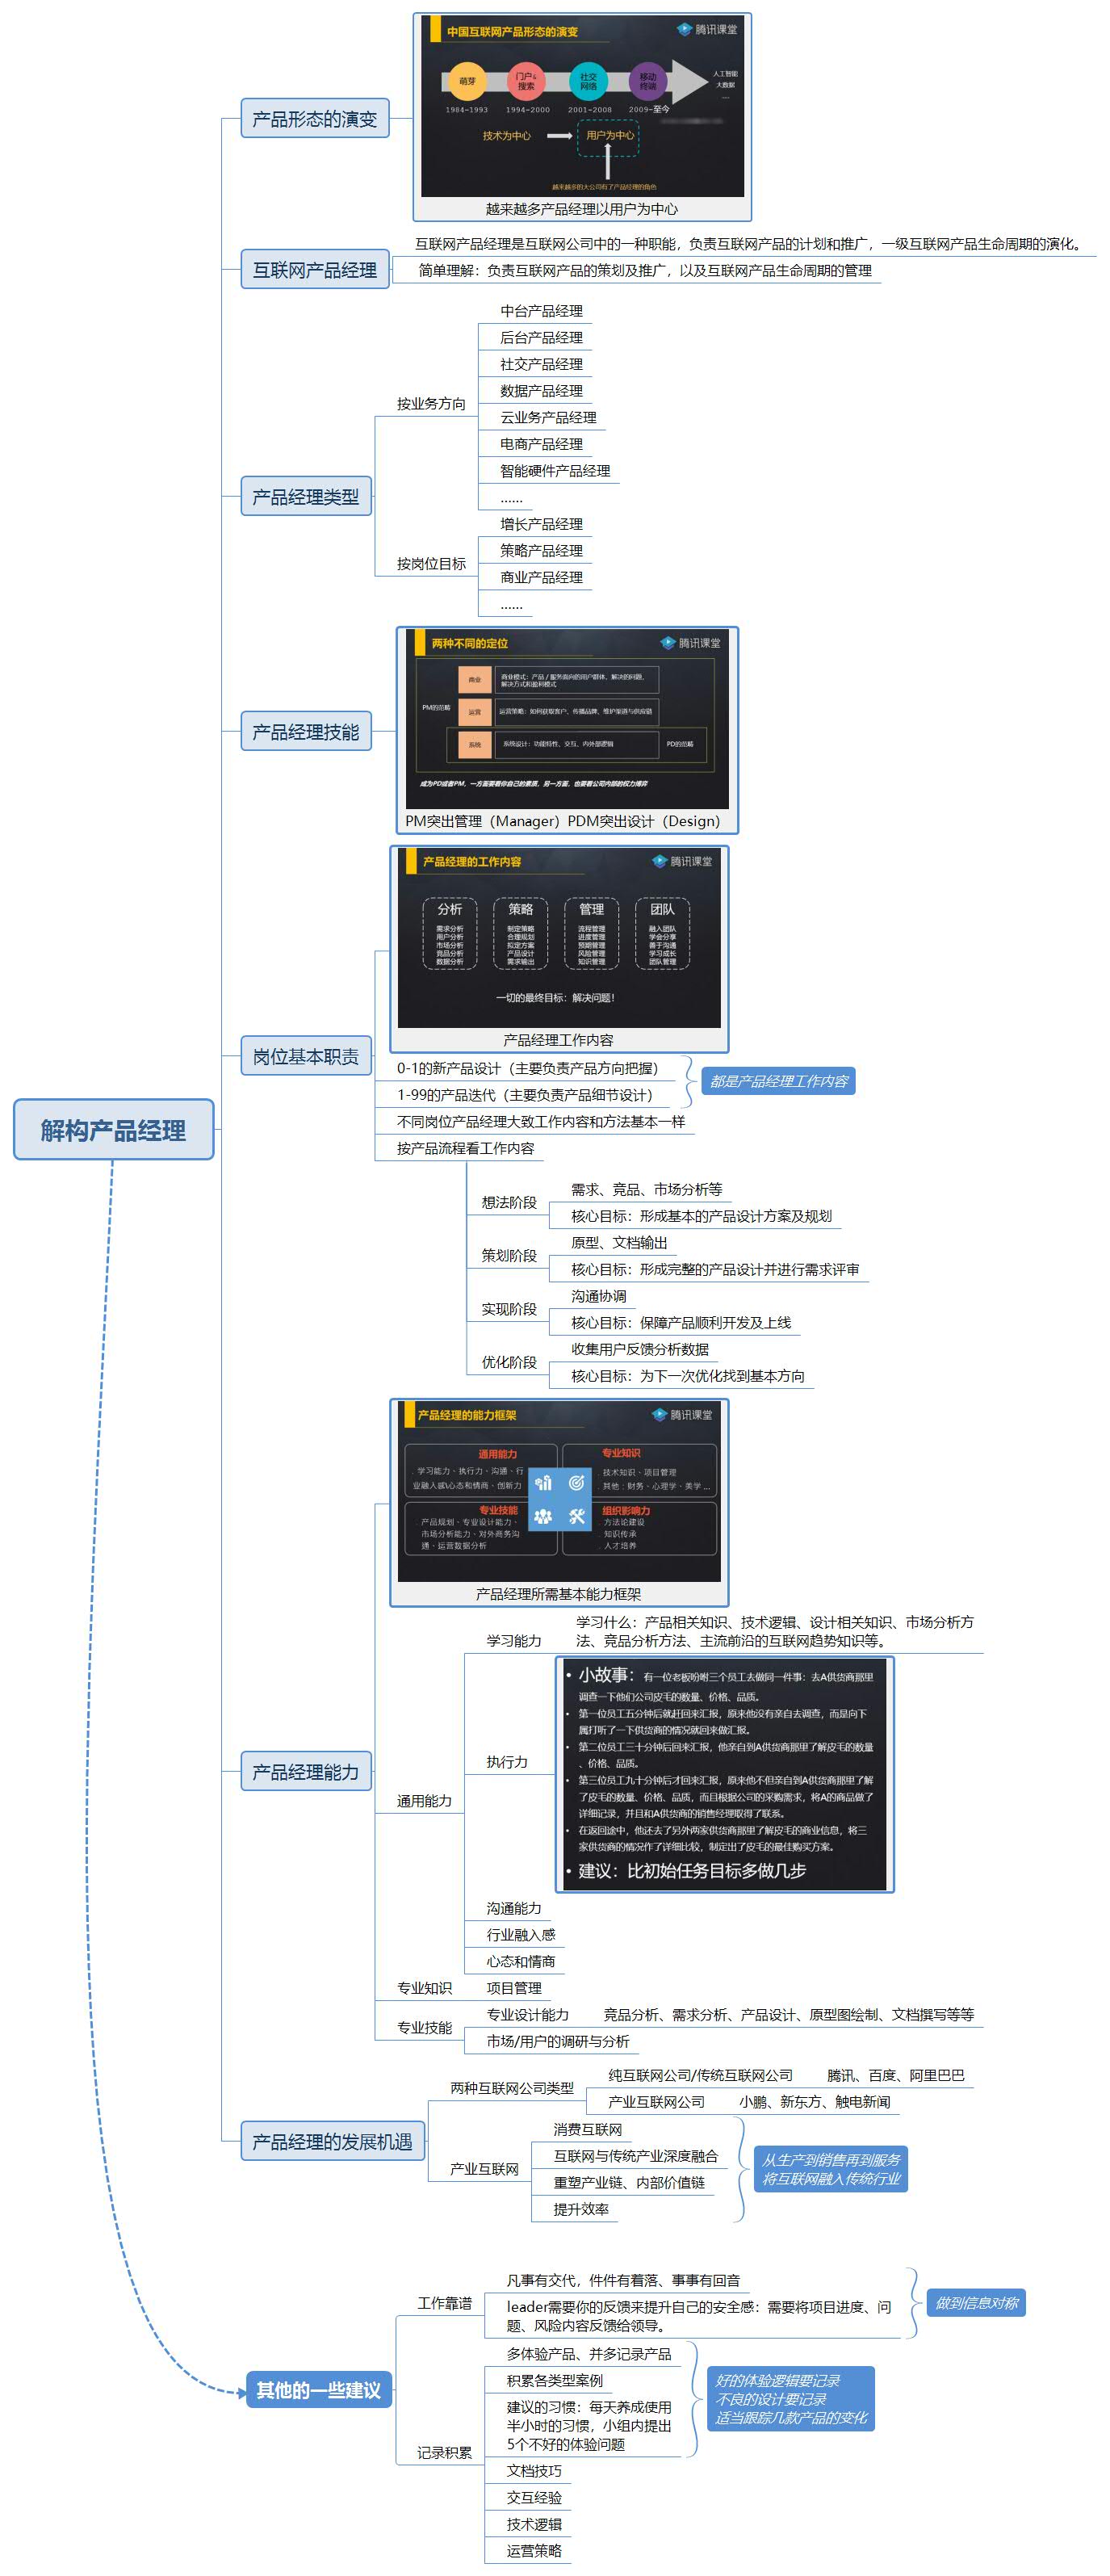 中国互联网产品形态的演变
腾讯课堂
萌芽
门户&
搜索
社交
网络
移动
终端
人工智能
大数据
...
1984-1993
1994-2000
2001-2008
2009-至今
技术为中心
用户为中心
越来越多的大公司有了产品经理的角色
越来越多产品经理以用户为中心
产品形态的演变
互联网产品经理
互联网产品经理是互联网公司中的一种职能，负责互联网产品的计划和推广，一级互联网产品生命周期的演化。
简单理解：负责互联网产品的策划及推广，以及互联网产品生命周期的管理
产品经理类型
按业务方向
中台产品经理
后台产品经理
社交产品经理
数据产品经理
云业务产品经理
电商产品经理
智能硬件产品经理
......
按岗位目标
增长产品经理
策略产品经理
商业产品经理
......
产品经理技能
两种不同的定位
腾讯课堂
PM的范畴
商业
商业模式：产品/服务面向的用户群体、解决的问题、
解决方式和盈利模式
运营
运营策略：如何获取客户、传播品牌、维护渠道与供应链
系统
系统设计：功能特性、交互、内外部逻辑
PD的范畴
成为PD或者PM，一方面要看你自己的素质，另一方面，也要看公司内部的权力博弈
PM突出管理（Manager）PDM突出设计（Design）
岗位基本职责
产品经理的工作内容
腾讯课堂
分析
需求分析
用户分析
市场分析
竞品分析
数据分析
策略
制定策略
合理规划
拟定方案
产品设计
需求输出
管理
流程管理
进度管理
预期管理
风险管理
知识管理
团队
融入团队
学会分享
善于沟通
学习成长
团队管理
一切的最终目标：解决问题！
产品经理工作内容
0-1的新产品设计（主要负责产品方向把握）
1-99的产品迭代（主要负责产品细节设计）
都是产品经理工作内容
不同岗位产品经理大致工作内容和方法基本一样
按产品流程看工作内容
想法阶段
需求、竞品、市场分析等
核心目标：形成基本的产品设计方案及规划
策划阶段
原型、文档输出
核心目标：形成完整的产品设计并进行需求评审
实现阶段
沟通协调
核心目标：保障产品顺利开发及上线
优化阶段
收集用户反馈分析数据
核心目标：为下一次优化找到基本方向
解构产品经理
产品经理能力
产品经理的能力框架
腾讯课堂
通用能力
. 学习能力、执行力、沟通、行
业融入感\心态和情商、创新力
专业知识
. 技术知识、项目管理
. 其他：财务、心理学、美学 ...
专业技能
. 产品规划、专业设计能力、
市场分析能力、对外商务沟
通、运营数据分析
组织影响力
. 方法论建设
. 知识传承
. 人才培养
产品经理所需基本能力框架
通用能力
学习能力
学习什么：产品相关知识、技术逻辑、设计相关知识、市场分析方
法、竞品分析方法、主流前沿的互联网趋势知识等。
执行力
• 小故事：有一位老板吩咐三个员工去做同一件事：去A供货商那里
调查一下他们公司皮毛的数量、价格、品质。
• 第一位员工五分钟后就赶回来汇报，原来他没有亲自去调查，而是向下
属打听了一下供货商的情况就回来做汇报。
• 第二位员工三十分钟后回来汇报，他亲自到A供货商那里了解皮毛的数量
、价格、品质。
• 第三位员工九十分钟后才回来汇报，原来他不但亲自到A供货商那里了解
了皮毛的数量、价格、品质，而且根据公司的采购需求，将A的商品做了
详细记录，并且和A供货商的销售经理取得了联系。
• 在返回途中，他还去了另外两家供货商那里了解皮毛的商业信息，将三
家供货商的情况作了详细比较，制定出了皮毛的最佳购买方案。
• 建议：比初始任务目标多做几步
沟通能力
行业融入感
心态和情商
专业知识
项目管理
专业技能
专业设计能力
竞品分析、需求分析、产品设计、原型图绘制、文档撰写等等
市场/用户的调研与分析
产品经理的发展机遇
两种互联网公司类型
纯互联网公司/传统互联网公司
腾讯、百度、阿里巴巴
产业互联网公司
小鹏、新东方、触电新闻
产业互联网
消费互联网
互联网与传统产业深度融合
重塑产业链、内部价值链
提升效率
从生产到销售再到服务
将互联网融入传统行业
其他的一些建议
工作靠谱
凡事有交代，件件有着落、事事有回音
leader需要你的反馈来提升自己的安全感：需要将项目进度、问
题、风险内容反馈给领导。
做到信息对称
记录积累
多体验产品、并多记录产品
积累各类型案例
建议的习惯：每天养成使用
半小时的习惯，小组内提出
5个不好的体验问题
好的体验逻辑要记录
不良的设计要记录
适当跟踪几款产品的变化
文档技巧
交互经验
技术逻辑
运营策略